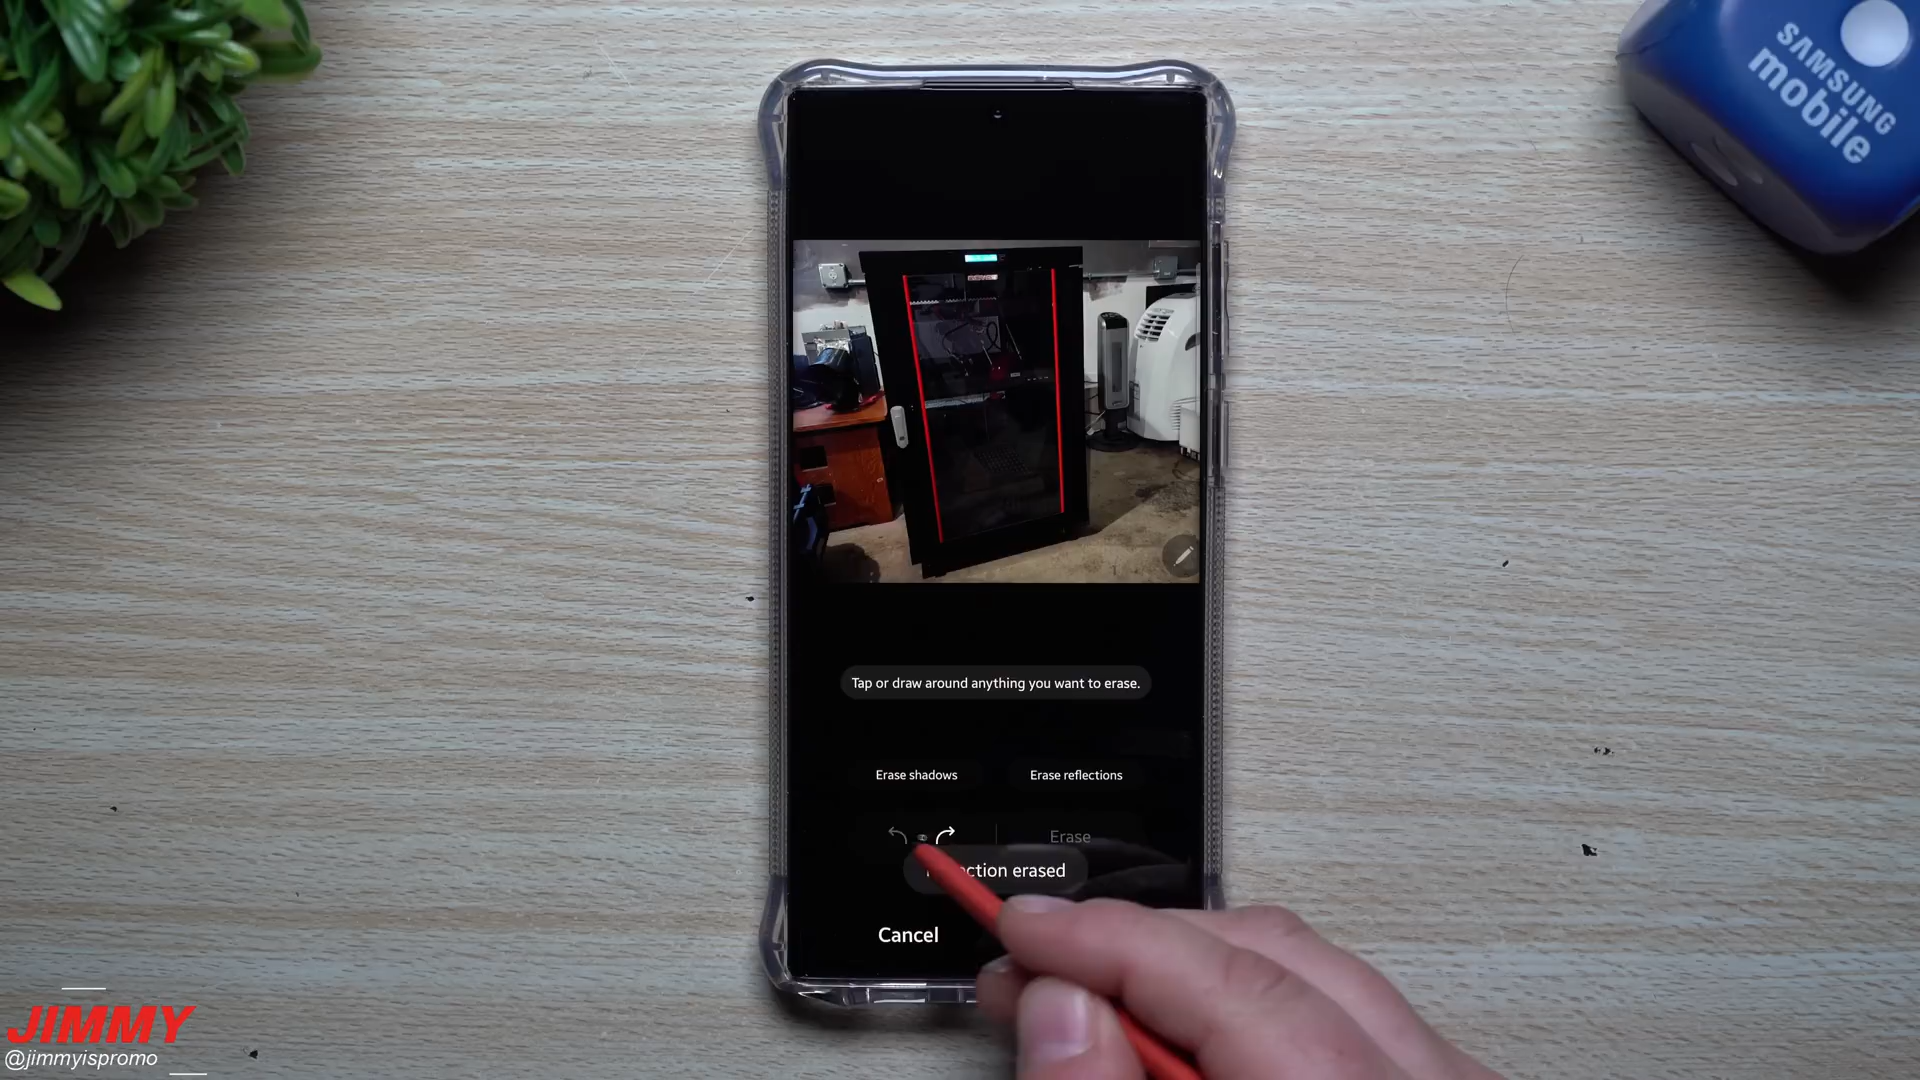 SAMSUNG
mobile
Tap or draw around anything you want to erase.
Erase shadows
Erase reflections
Erase
erased
Cancel
JIMMY
@jimmyispromo